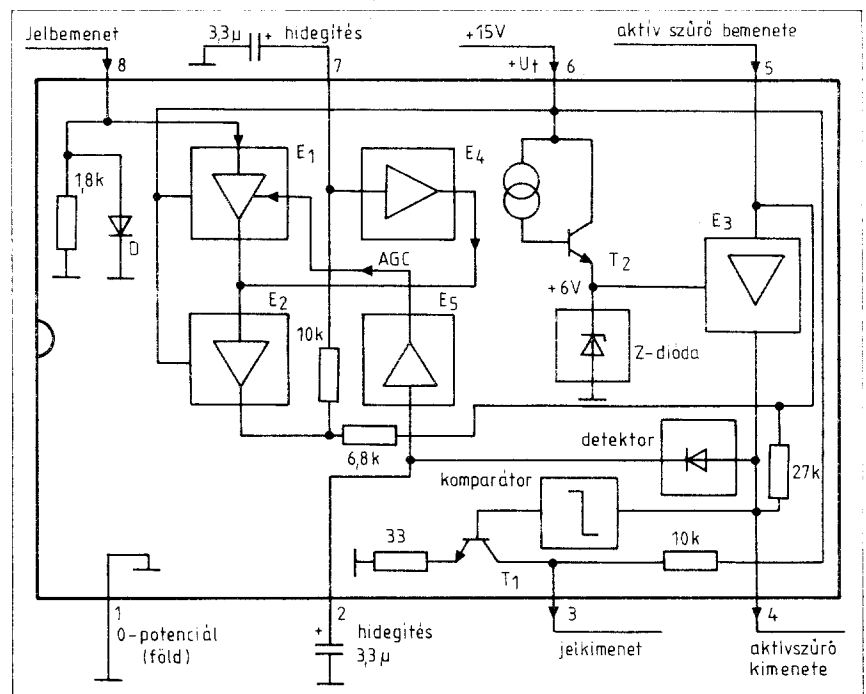 Jelbemenet
8
3,3µ
+
hidegítés
7
+15V
+Ut
6
aktív szűrő bemenete
5
E1
E4
1,8k
D
AGC
E2
E5
10k
T2
+6V
E3
Z-dióda
6,8k
detektor
27k
komparátor
33
T1
10k
1
0-potenciál
(föld)
2
+
hidegítés
3,3µ
3
jelkimenet
4
aktívszűrő
kimenete